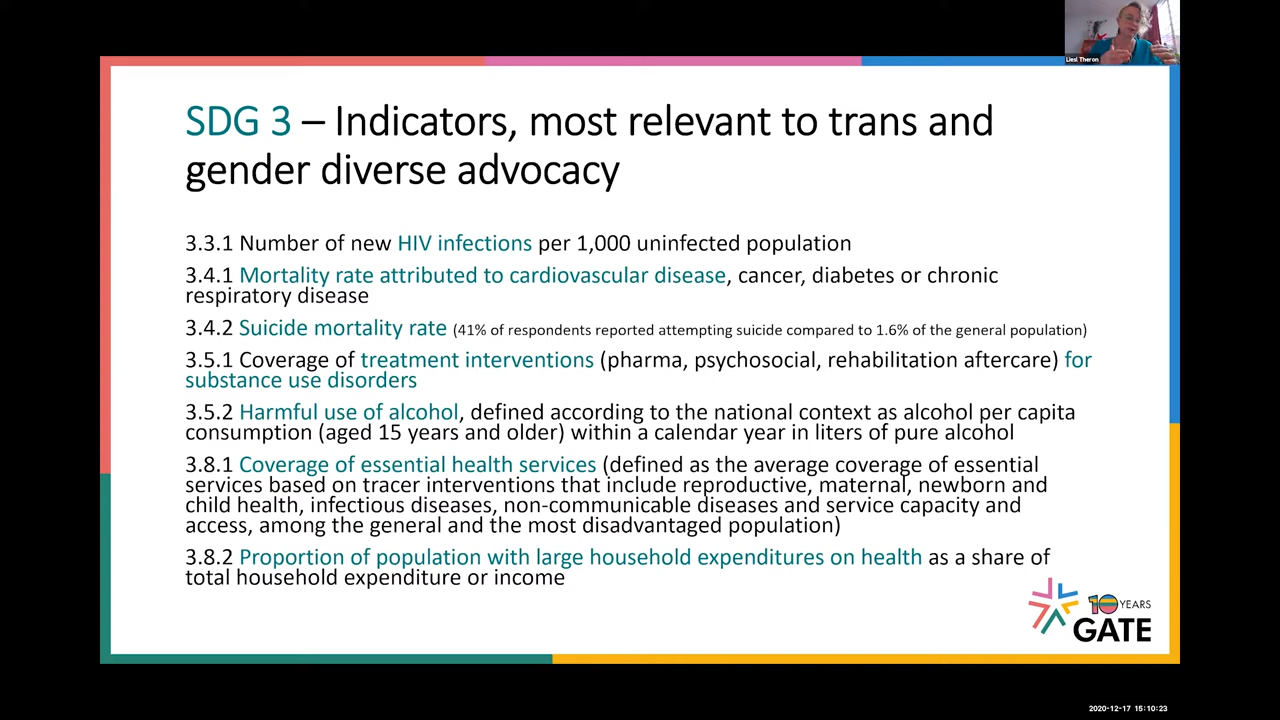 Liesl Theron
SDG 3 – Indicators, most relevant to trans and
gender diverse advocacy
3.3.1 Number of new HIV infections per 1,000 uninfected population
3.4.1 Mortality rate attributed to cardiovascular disease, cancer, diabetes or chronic
respiratory disease
3.4.2 Suicide mortality rate (41% of respondents reported attempting suicide compared to 1.6% of the general population)
3.5.1 Coverage of treatment interventions (pharma, psychosocial, rehabilitation aftercare) for
substance use disorders
3.5.2 Harmful use of alcohol, defined according to the national context as alcohol per capita
consumption (aged 15 years and older) within a calendar year in liters of pure alcohol
3.8.1 Coverage of essential health services (defined as the average coverage of essential
services based on tracer interventions that include reproductive, maternal, newborn and
child health, infectious diseases, non-communicable diseases and service capacity and
access, among the general and the most disadvantaged population)
3.8.2 Proportion of population with large household expenditures on health as a share of
total household expenditure or income
10 YEARS
GATE
2020-12-17 15:10:23